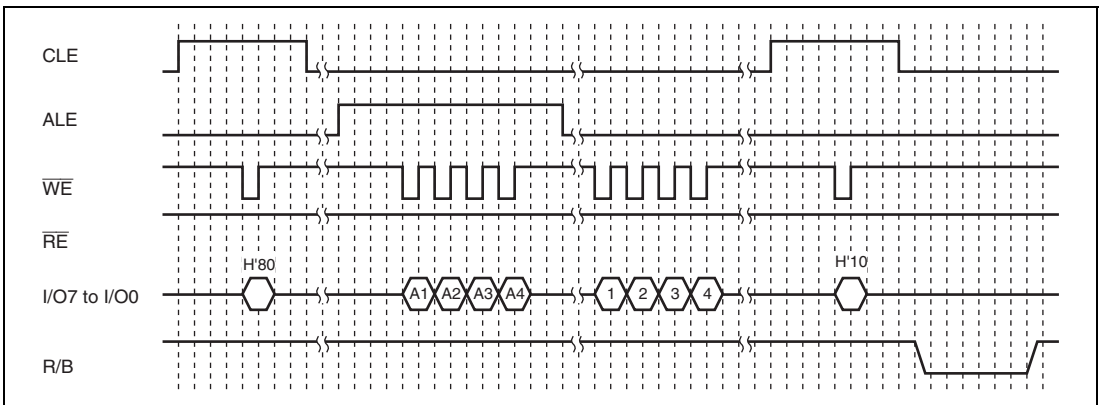 CLE
ALE
WE
RE
H'80
H'10
I/O7 to I/O0
A1 A2 A3 A4
1 2 3 4
R/B